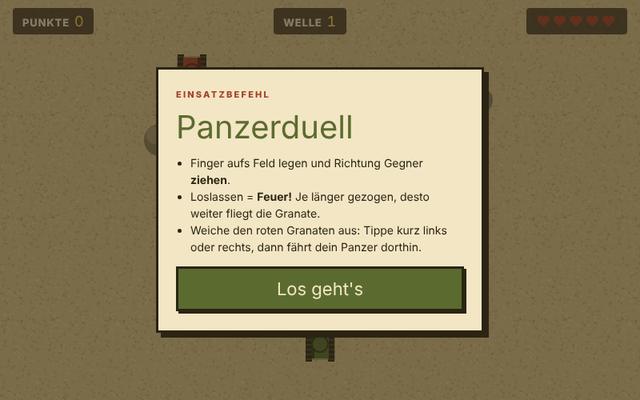 PUNKTE 0
WELLE 1
EINSATZBEFEHL
Panzerduell
• Finger aufs Feld legen und Richtung Gegner
ziehen.
• Loslassen = Feuer! Je länger gezogen, desto
weiter fliegt die Granate.
• Weiche den roten Granaten aus: Tippe kurz links
oder rechts, dann fährt dein Panzer dorthin.
Los geht's